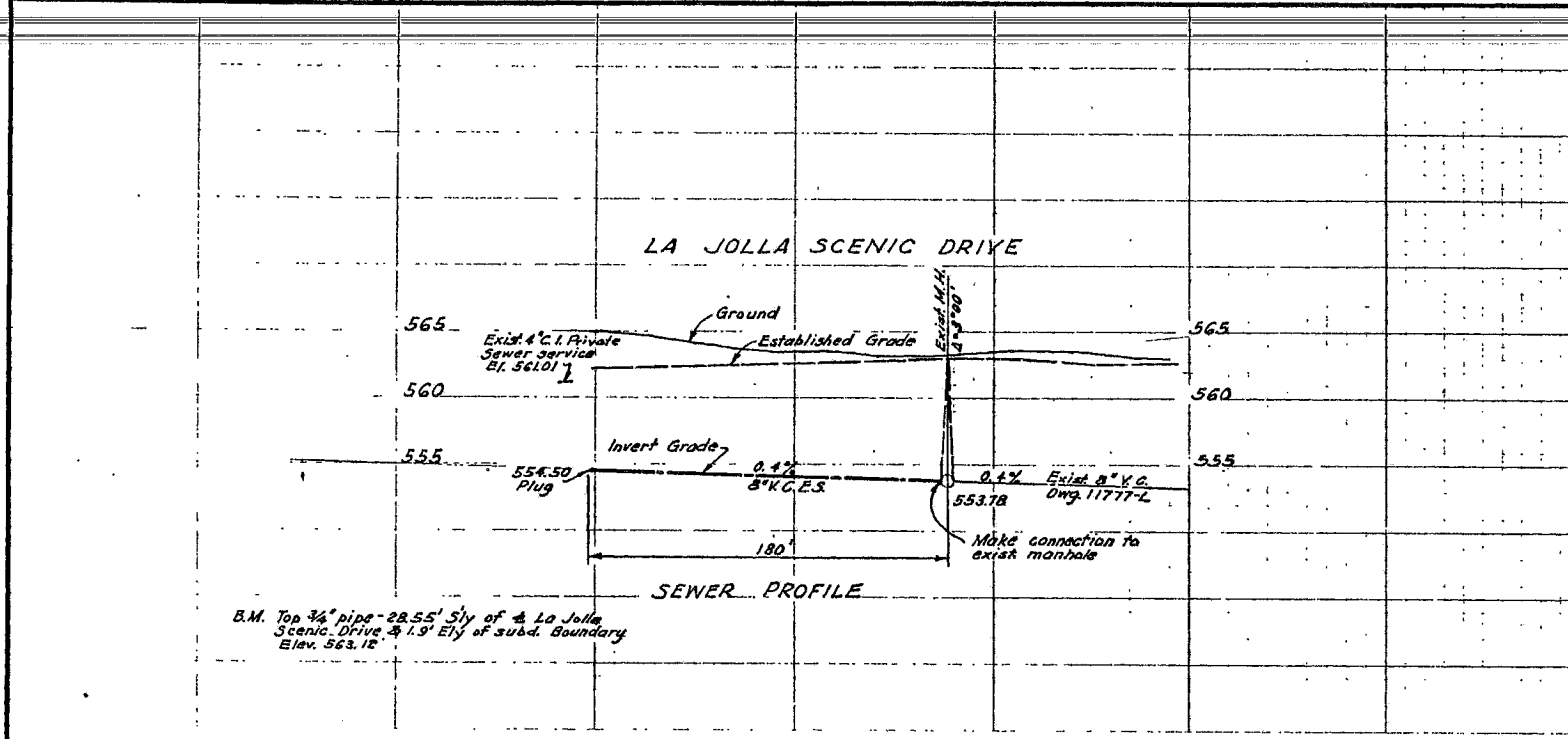 LA JOLLA SCENIC DRIVE
Exist. M.H.
Δ=3°00'
565
Ground
565
Exist. 4" C.I. Private
Sewer service
El. 561.01
Established Grade
560
560
555
Invert Grade
555
554.50
Plug
0.4%
8" V.C.E.S.
0.4%
Exist. 8" V.C.
Dwg. 11777-L
553.78
Make connection to
exist. manhole
180'
SEWER PROFILE
B.M. Top 3/4" pipe - 28.55' S'ly of ℄ La Jolla
Scenic Drive & 1.9' E'ly of subd. Boundary
Elev. 563.12